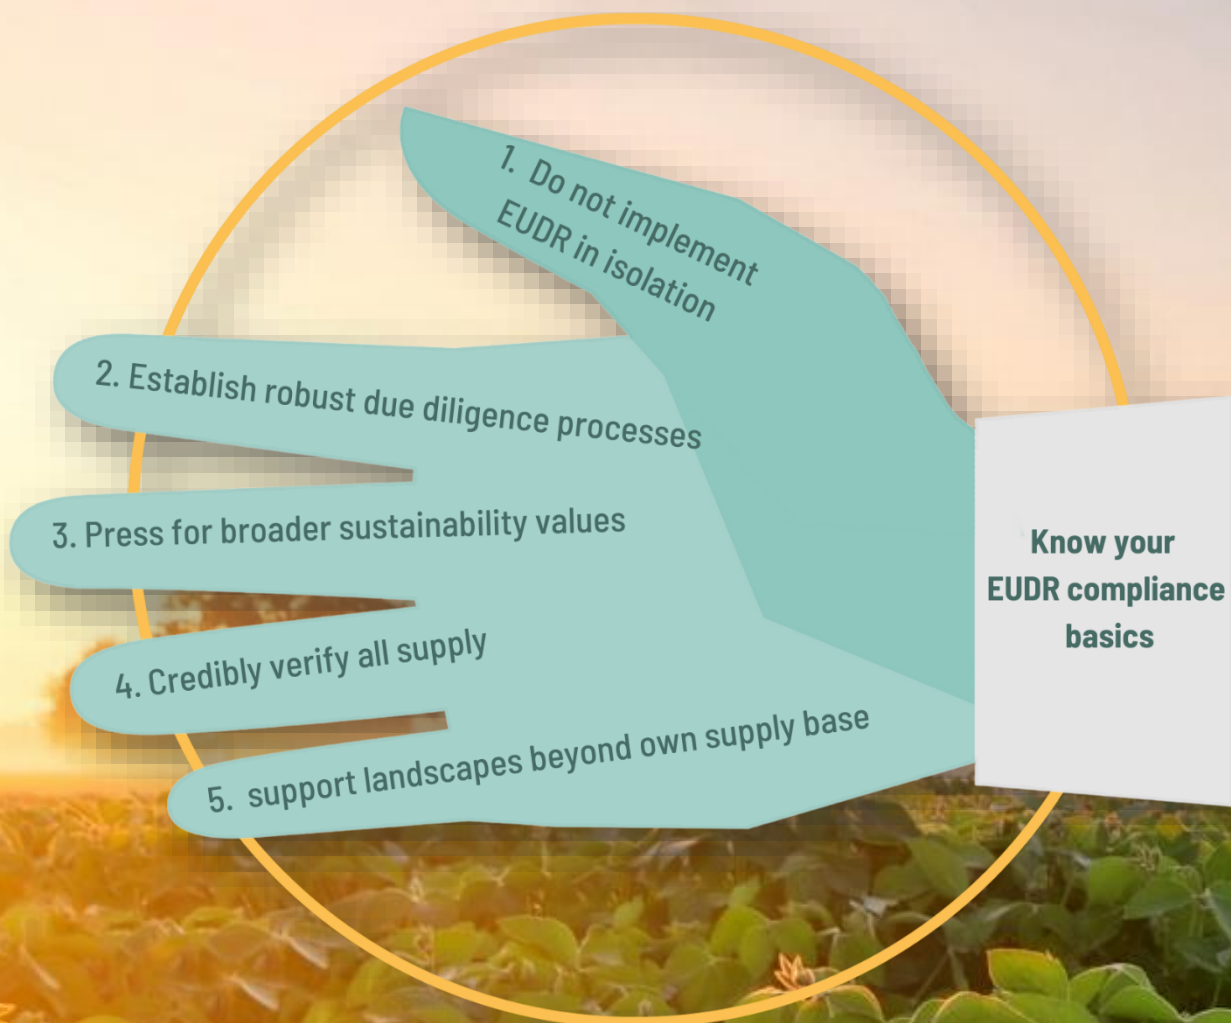 1. Do not implement
EUDR in isolation
2. Establish robust due diligence processes
3. Press for broader sustainability values
4. Credibly verify all supply
5. support landscapes beyond own supply base
Know your
EUDR compliance
basics